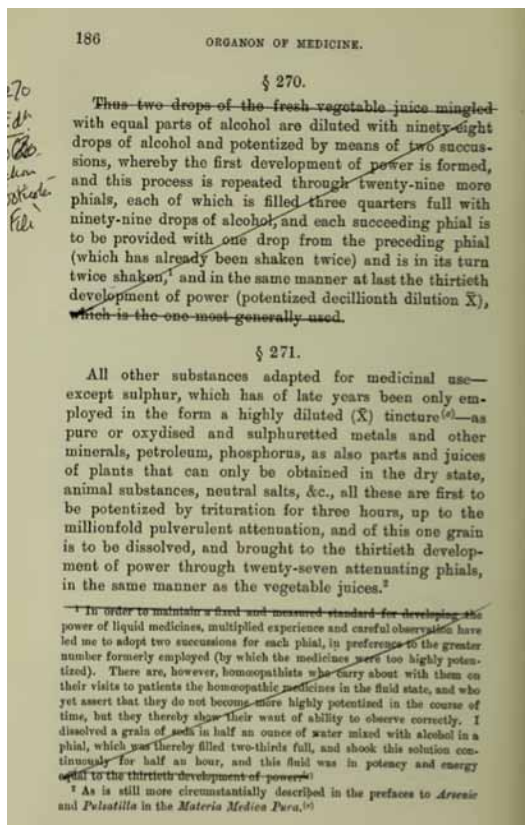 186
ORGANON OF MEDICINE.
§ 270.
Thus two drops of the fresh vegetable juice mingled
with equal parts of alcohol are diluted with ninety-eight
drops of alcohol and potentized by means of two succus-
sions, whereby the first development of power is formed,
and this process is repeated through twenty-nine more
phials, each of which is filled three quarters full with
ninety-nine drops of alcohol, and each succeeding phial is
to be provided with one drop from the preceding phial
(which has already been shaken twice) and is in its turn
twice shaken,¹ and in the same manner at last the thirtieth
development of power (potentized decillionth dilution X̄),
which is the one most generally used.
§ 271.
All other substances adapted for medicinal use—
except sulphur, which has of late years been only em-
ployed in the form a highly diluted (X̄) tincture(s)—as
pure or oxydised and sulphuretted metals and other
minerals, petroleum, phosphorus, as also parts and juices
of plants that can only be obtained in the dry state,
animal substances, neutral salts, &c., all these are first to
be potentized by trituration for three hours, up to the
millionfold pulverulent attenuation, and of this one grain
is to be dissolved, and brought to the thirtieth develop-
ment of power through twenty-seven attenuating phials,
in the same manner as the vegetable juices.²
¹ In order to maintain a fixed and measured standard for developing the
power of liquid medicines, multiplied experience and careful observation have
led me to adopt two succussions for each phial, in preference to the greater
number formerly employed (by which the medicines were too highly poten-
tized). There are, however, homœopathists who carry about with them on
their visits to patients the homœopathic medicines in the fluid state, and who
yet assert that they do not become more highly potentized in the course of
time, but they thereby show their want of ability to observe correctly. I
dissolved a grain of soda in half an ounce of water mixed with alcohol in a
phial, which was thereby filled two-thirds full, and shook this solution con-
tinuously for half an hour, and this fluid was in potency and energy
equal to the thirtieth development of power.
² As is still more circumstantially described in the prefaces to Arsenic
and Pulsatilla in the Materia Medica Pura.